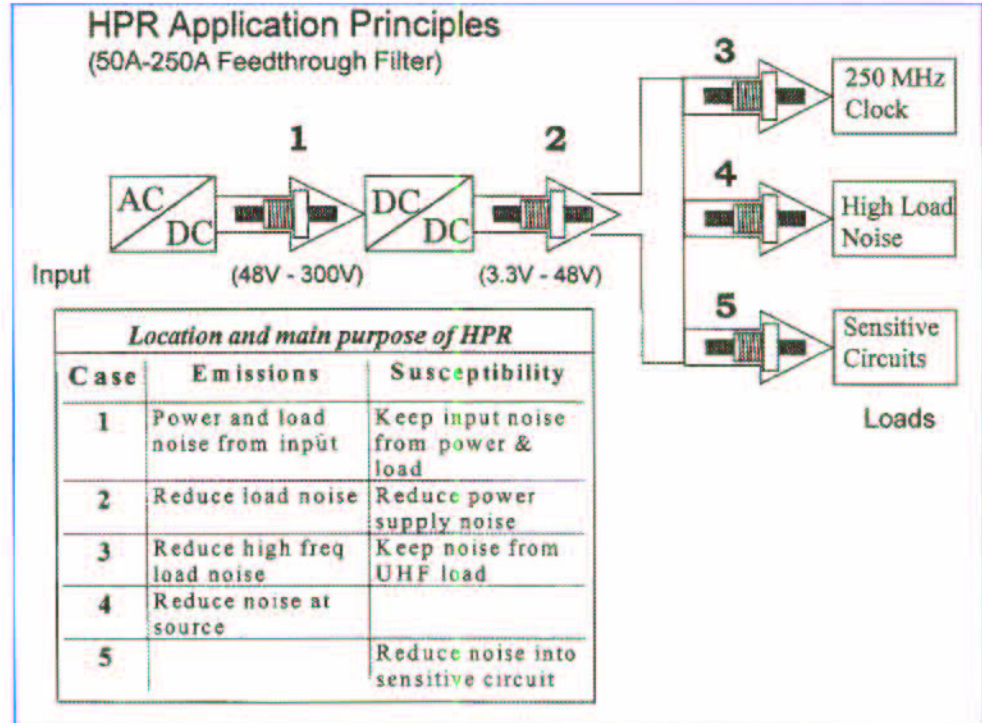 HPR Application Principles
(50A-250A Feedthrough Filter)
1
2
3
4
5
AC
DC
DC
DC
250 MHz
Clock
High Load
Noise
Sensitive
Circuits
Input
(48V - 300V)
(3.3V - 48V)
Loads
Location and main purpose of HPR
Case Emissions Susceptibility
1 Power and load Keep input noise
noise from input from power &
load
2 Reduce load noise Reduce power
supply noise
3 Reduce high freq Keep noise from
load noise UHF load
4 Reduce noise at
source
5 Reduce noise into
sensitive circuit